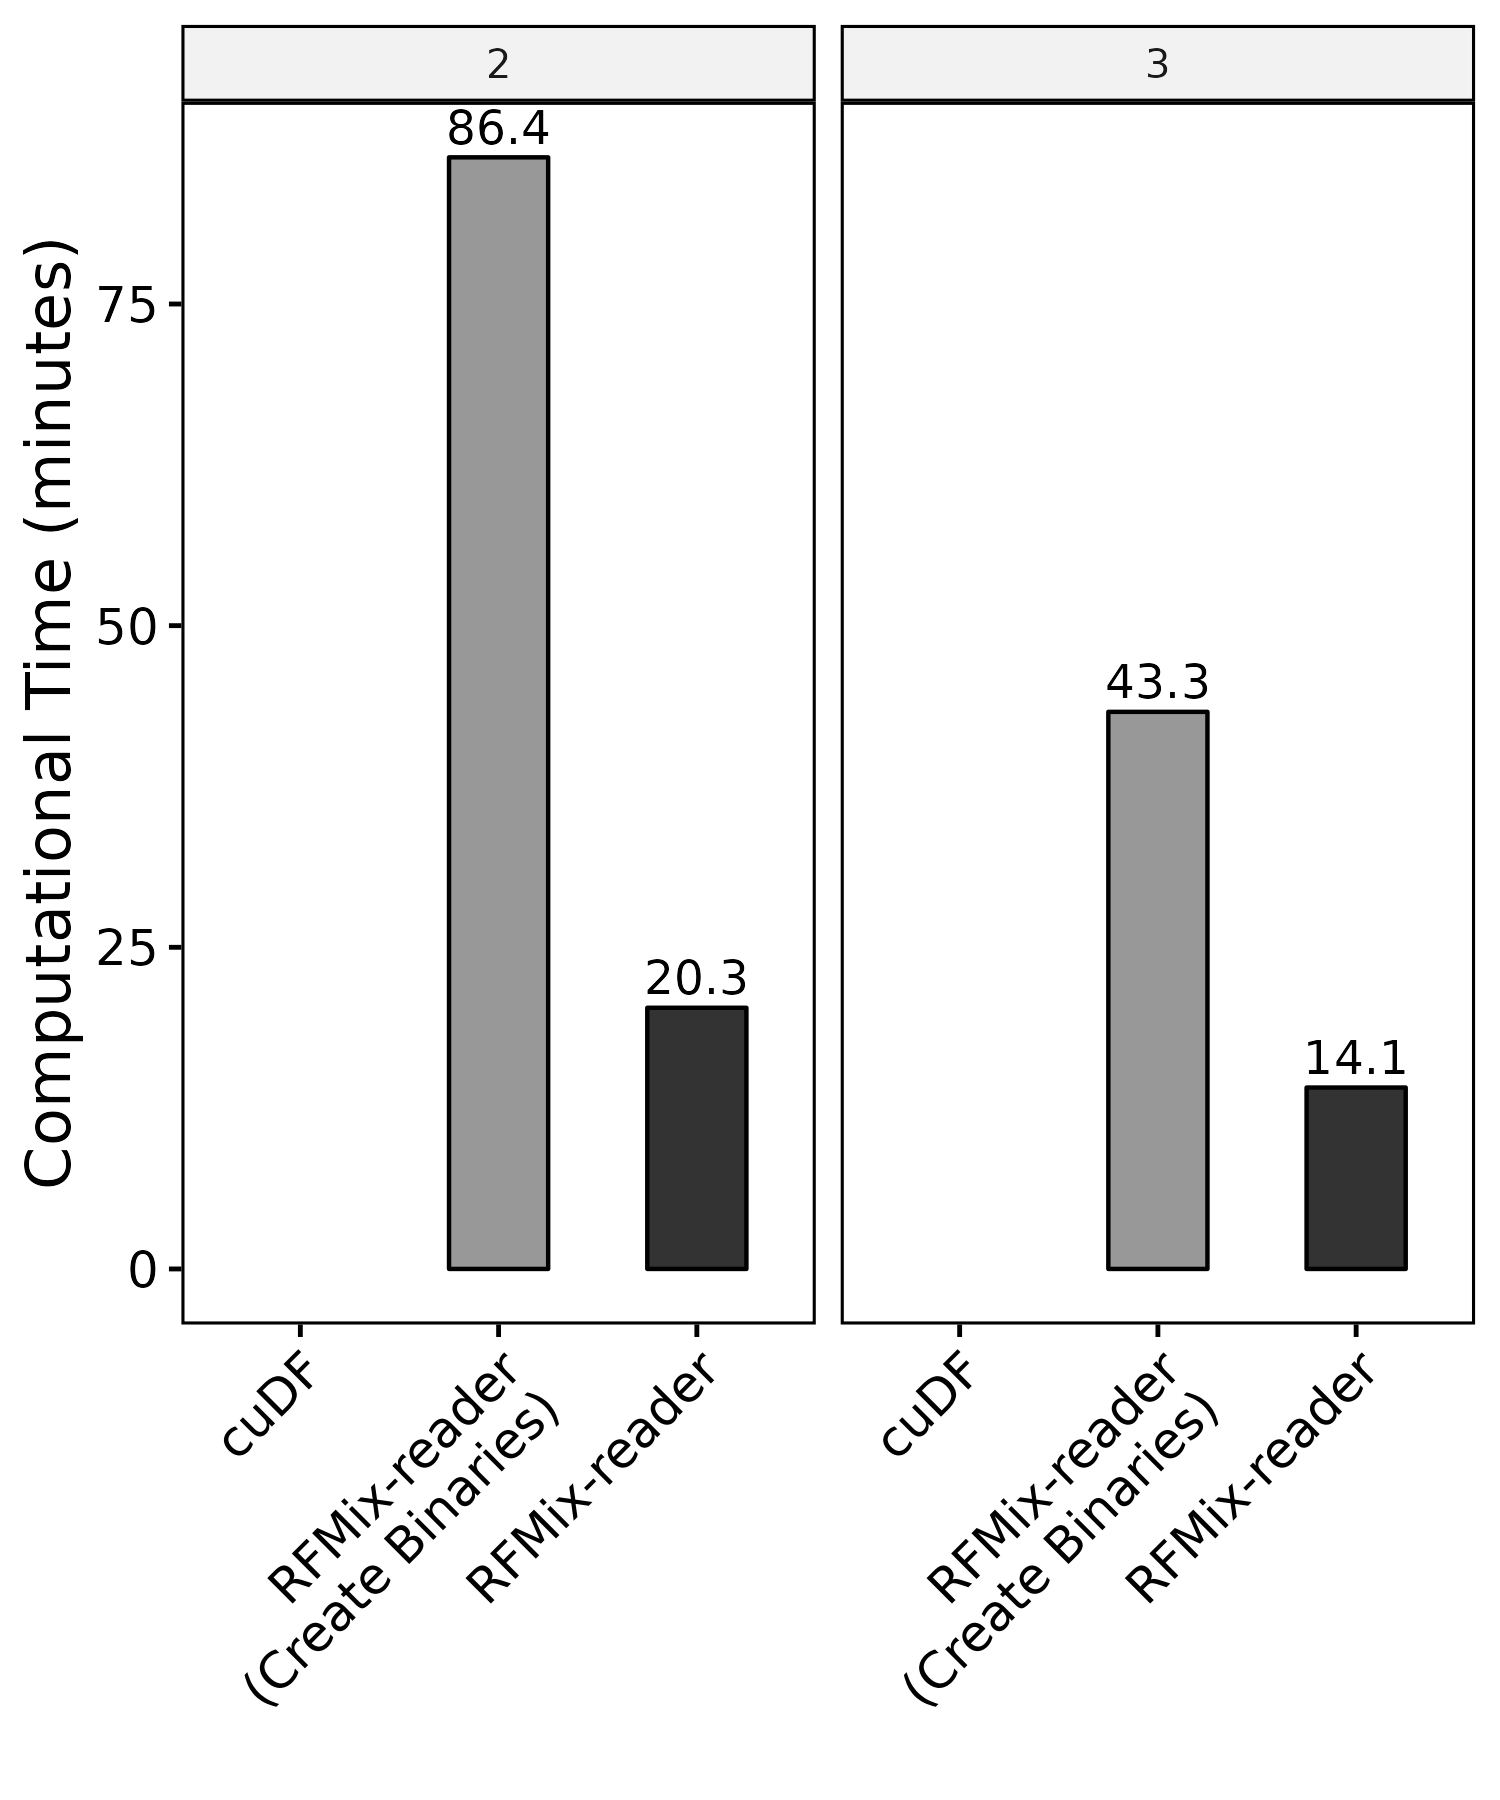 2
3
86.4
43.3
20.3
14.1
Computational Time (minutes)
75
50
25
0
cuDF
RFMix-reader
(Create Binaries)
RFMix-reader
cuDF
RFMix-reader
(Create Binaries)
RFMix-reader